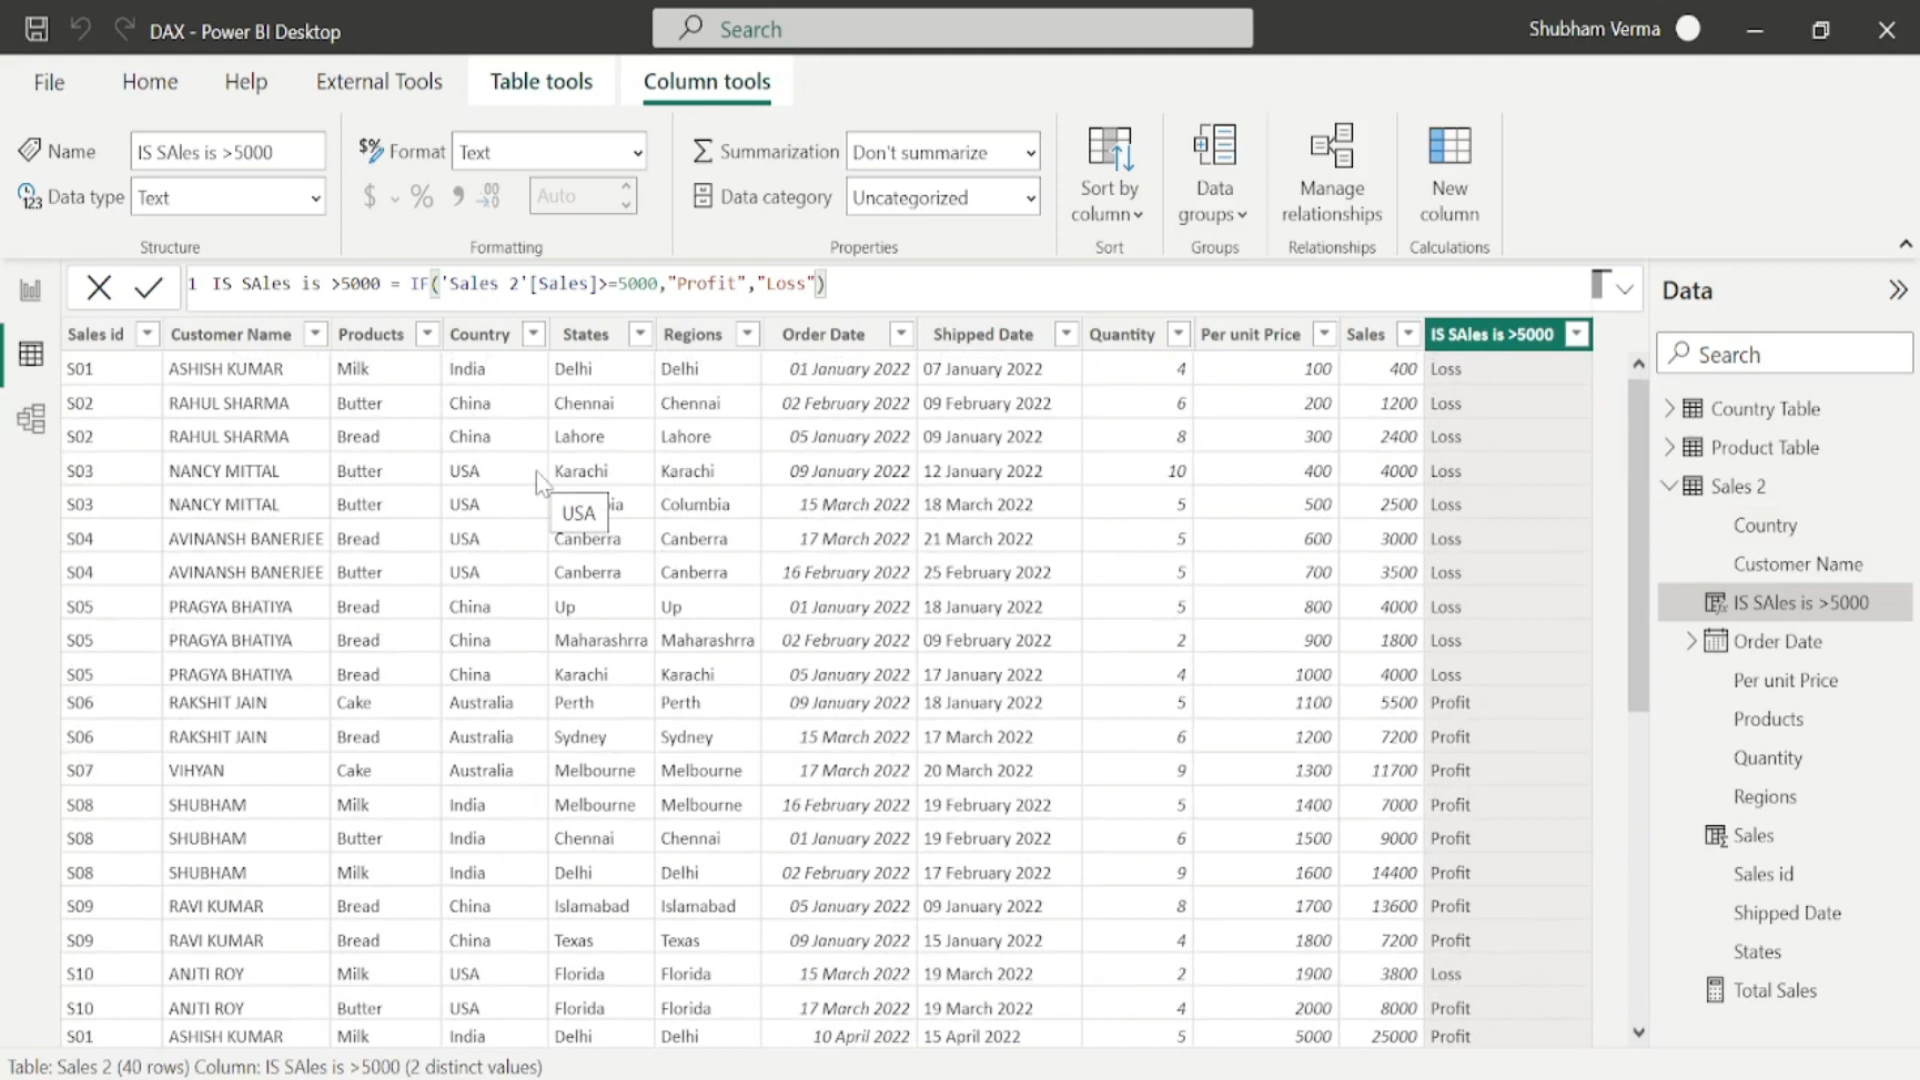 DAX - Power BI Desktop
Search
Shubham Verma
File Home Help External Tools Table tools Column tools
Name IS SAles is >5000
Data type Text
Structure
$% Format Text
$ % , .00 Auto
Formatting
Summarization Don't summarize
Data category Uncategorized
Properties
Sort by column
Sort
Data groups
Groups
Manage relationships
Relationships
New column
Calculations
1 IS SAles is >5000 = IF('Sales 2'[Sales]>=5000,"Profit","Loss")
Sales id Customer Name Products Country States Regions Order Date Shipped Date Quantity Per unit Price Sales IS SAles is >5000
S01 ASHISH KUMAR Milk India Delhi Delhi 01 January 2022 07 January 2022 4 100 400 Loss
S02 RAHUL SHARMA Butter China Chennai Chennai 02 February 2022 09 February 2022 6 200 1200 Loss
S02 RAHUL SHARMA Bread China Lahore Lahore 05 January 2022 09 January 2022 8 300 2400 Loss
S03 NANCY MITTAL Butter USA Karachi Karachi 09 January 2022 12 January 2022 10 400 4000 Loss
S03 NANCY MITTAL Butter USA ia Columbia 15 March 2022 18 March 2022 5 500 2500 Loss
USA
S04 AVINANSH BANERJEE Bread USA Canberra Canberra 17 March 2022 21 March 2022 5 600 3000 Loss
S04 AVINANSH BANERJEE Butter USA Canberra Canberra 16 February 2022 25 February 2022 5 700 3500 Loss
S05 PRAGYA BHATIYA Bread China Up Up 01 January 2022 18 January 2022 5 800 4000 Loss
S05 PRAGYA BHATIYA Bread China Maharashrra Maharashrra 02 February 2022 09 February 2022 2 900 1800 Loss
S05 PRAGYA BHATIYA Bread China Karachi Karachi 05 January 2022 17 January 2022 4 1000 4000 Loss
S06 RAKSHIT JAIN Cake Australia Perth Perth 09 January 2022 18 January 2022 5 1100 5500 Profit
S06 RAKSHIT JAIN Bread Australia Sydney Sydney 15 March 2022 17 March 2022 6 1200 7200 Profit
S07 VIHYAN Cake Australia Melbourne Melbourne 17 March 2022 20 March 2022 9 1300 11700 Profit
S08 SHUBHAM Milk India Melbourne Melbourne 16 February 2022 19 February 2022 5 1400 7000 Profit
S08 SHUBHAM Butter India Chennai Chennai 01 January 2022 19 February 2022 6 1500 9000 Profit
S08 SHUBHAM Milk India Delhi Delhi 02 February 2022 17 February 2022 9 1600 14400 Profit
S09 RAVI KUMAR Bread China Islamabad Islamabad 05 January 2022 09 January 2022 8 1700 13600 Profit
S09 RAVI KUMAR Bread China Texas Texas 09 January 2022 15 January 2022 4 1800 7200 Profit
S10 ANJTI ROY Milk USA Florida Florida 15 March 2022 19 March 2022 2 1900 3800 Loss
S10 ANJTI ROY Butter USA Florida Florida 17 March 2022 19 March 2022 4 2000 8000 Profit
S01 ASHISH KUMAR Milk India Delhi Delhi 10 April 2022 15 April 2022 5 5000 25000 Profit
Data
Search
Country Table
Product Table
Sales 2
Country
Customer Name
IS SAles is >5000
Order Date
Per unit Price
Products
Quantity
Regions
Sales
Sales id
Shipped Date
States
Total Sales
Table: Sales 2 (40 rows) Column: IS SAles is >5000 (2 distinct values)